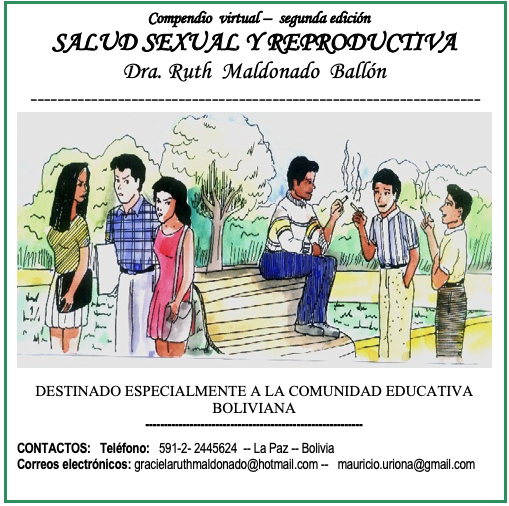 Compendio virtual – segunda edición
SALUD SEXUAL Y REPRODUCTIVA
Dra. Ruth Maldonado Ballón
DESTINADO ESPECIALMENTE A LA COMUNIDAD EDUCATIVA
BOLIVIANA
CONTACTOS: Teléfono: 591-2- 2445624 -- La Paz -- Bolivia
Correos electrónicos: gracielaruthmaldonado@hotmail.com -- mauricio.uriona@gmail.com